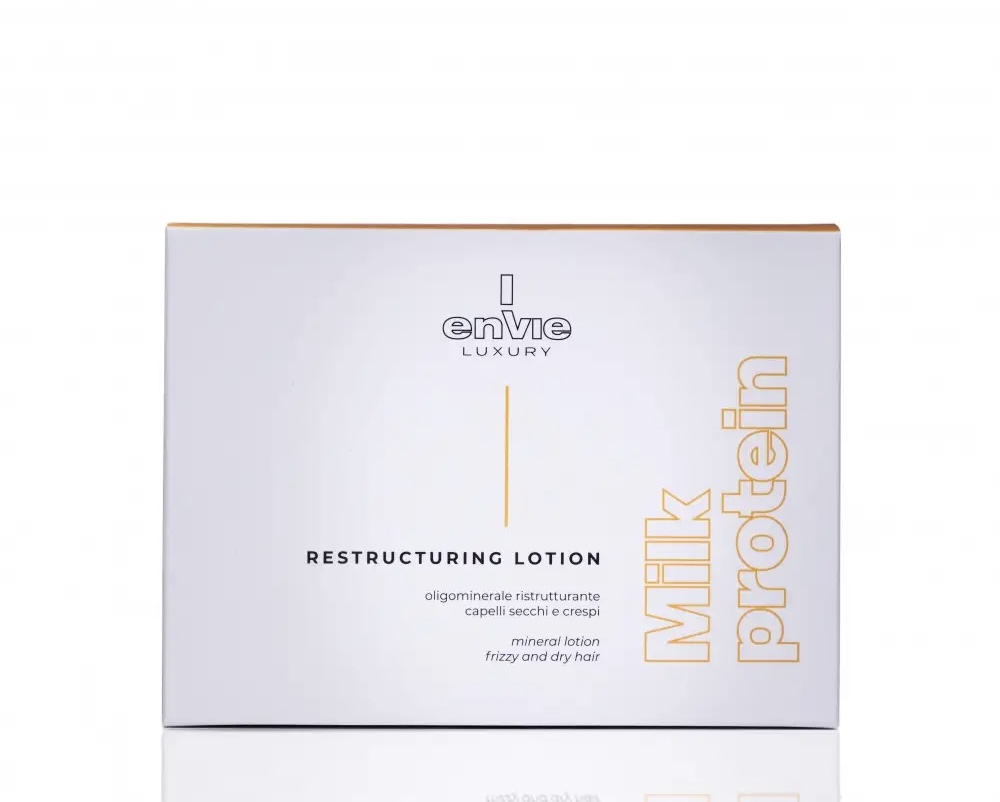 envie
LUXURY
RESTRUCTURING LOTION
oligominerale ristrutturante
capelli secchi e crespi
mineral lotion
frizzy and dry hair
Milk
protein